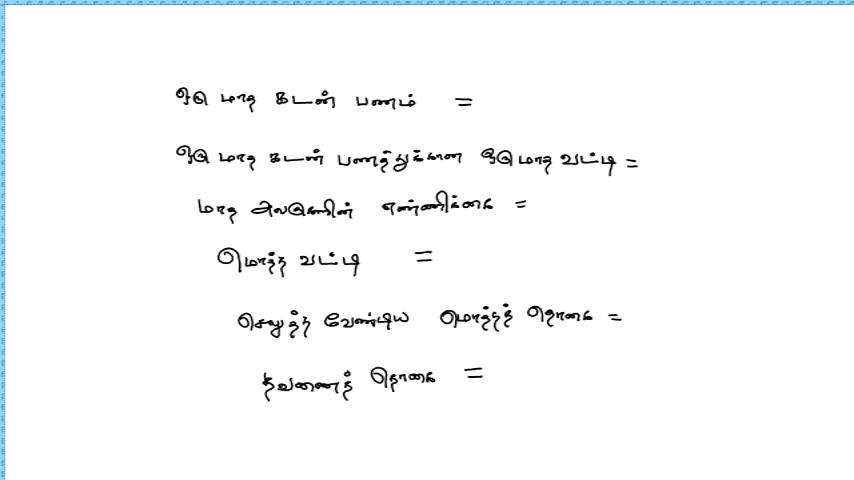 ஒரு மாத கடன் பணம் =
ஒரு மாத கடன் பணத்துக்கான ஒரு மாத வட்டி =
மாத அலகுகளின் எண்ணிக்கை =
மொத்த வட்டி =
செலுத்த வேண்டிய மொத்தத் தொகை =
தவணைத் தொகை =